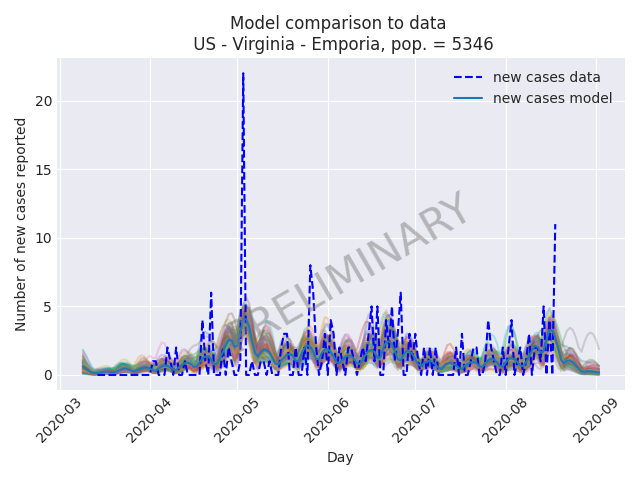 Model comparison to data
US - Virginia - Emporia, pop. = 5346
Number of new cases reported
20
15
10
5
0
new cases data
new cases model
PRELIMINARY
2020-03
2020-04
2020-05
2020-06
2020-07
2020-08
2020-09
Day